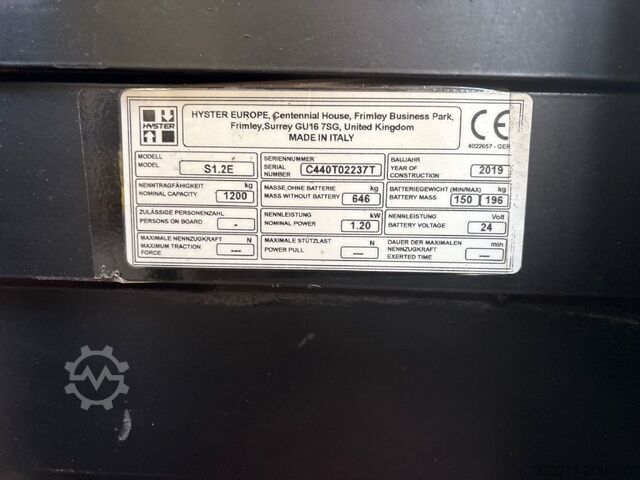 HYSTER
HYSTER EUROPE, Centennial House, Frimley Business Park,
Frimley,Surrey GU16 7SG, United Kingdom
MADE IN ITALY
CE
4022657 - GER
MODELL
MODEL
S1.2E
SERIENNUMMER
SERIAL
NUMBER
C440T02237T
BAUJAHR
YEAR OF
CONSTRUCTION
2019
NENNTRAGFÄHIGKEIT kg
NOMINAL CAPACITY
1200
MASSE,OHNE BATTERIE kg
MASS WITHOUT BATTERY
646
BATTERIEGEWICHT (MIN/MAX) kg
BATTERY MASS
150 196
ZULÄSSIGE PERSONENZAHL
PERSONS ON BOARD
—
NENNLEISTUNG kW
NOMINAL POWER
1.20
NENNLEISTUNG Volt
BATTERY VOLTAGE
24
MAXIMALE NENNZUGKRAFT N
MAXIMUM TRACTION
FORCE
---
MAXIMALE STÜTZLAST N
POWER PULL
---
DAUER DER MAXIMALEN min
NENNZUGKRAFT
EXERTED TIME
---